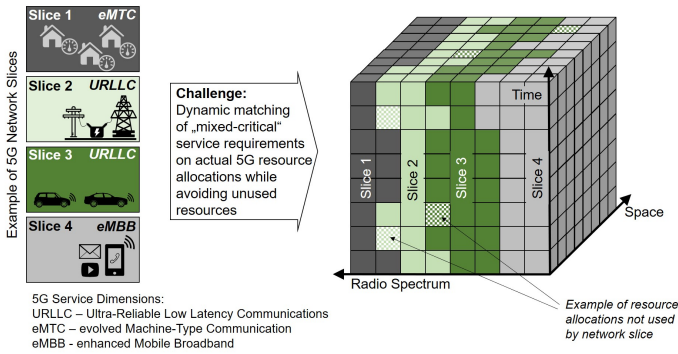 Example of 5G Network Slices
Slice 1 eMTC
Slice 2 URLLC
Slice 3 URLLC
Slice 4 eMBB
Challenge:
Dynamic matching
of „mixed-critical“
service requirements
on actual 5G resource
allocations while
avoiding unused
resources
Time
Slice 1
Slice 2
Slice 3
Slice 4
Space
Radio Spectrum
Example of resource
allocations not used
by network slice
5G Service Dimensions:
URLLC – Ultra-Reliable Low Latency Communications
eMTC – evolved Machine-Type Communication
eMBB - enhanced Mobile Broadband